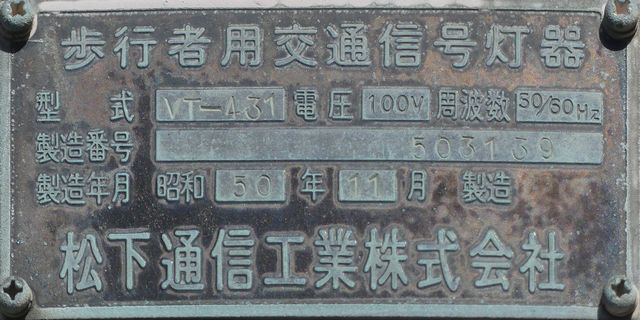 歩行者用交通信号灯器
型式 VT-431 電圧 100V 周波数 50/60Hz
製造番号 503139
製造年月 昭和 50 年 11 月 製造
松下通信工業株式会社